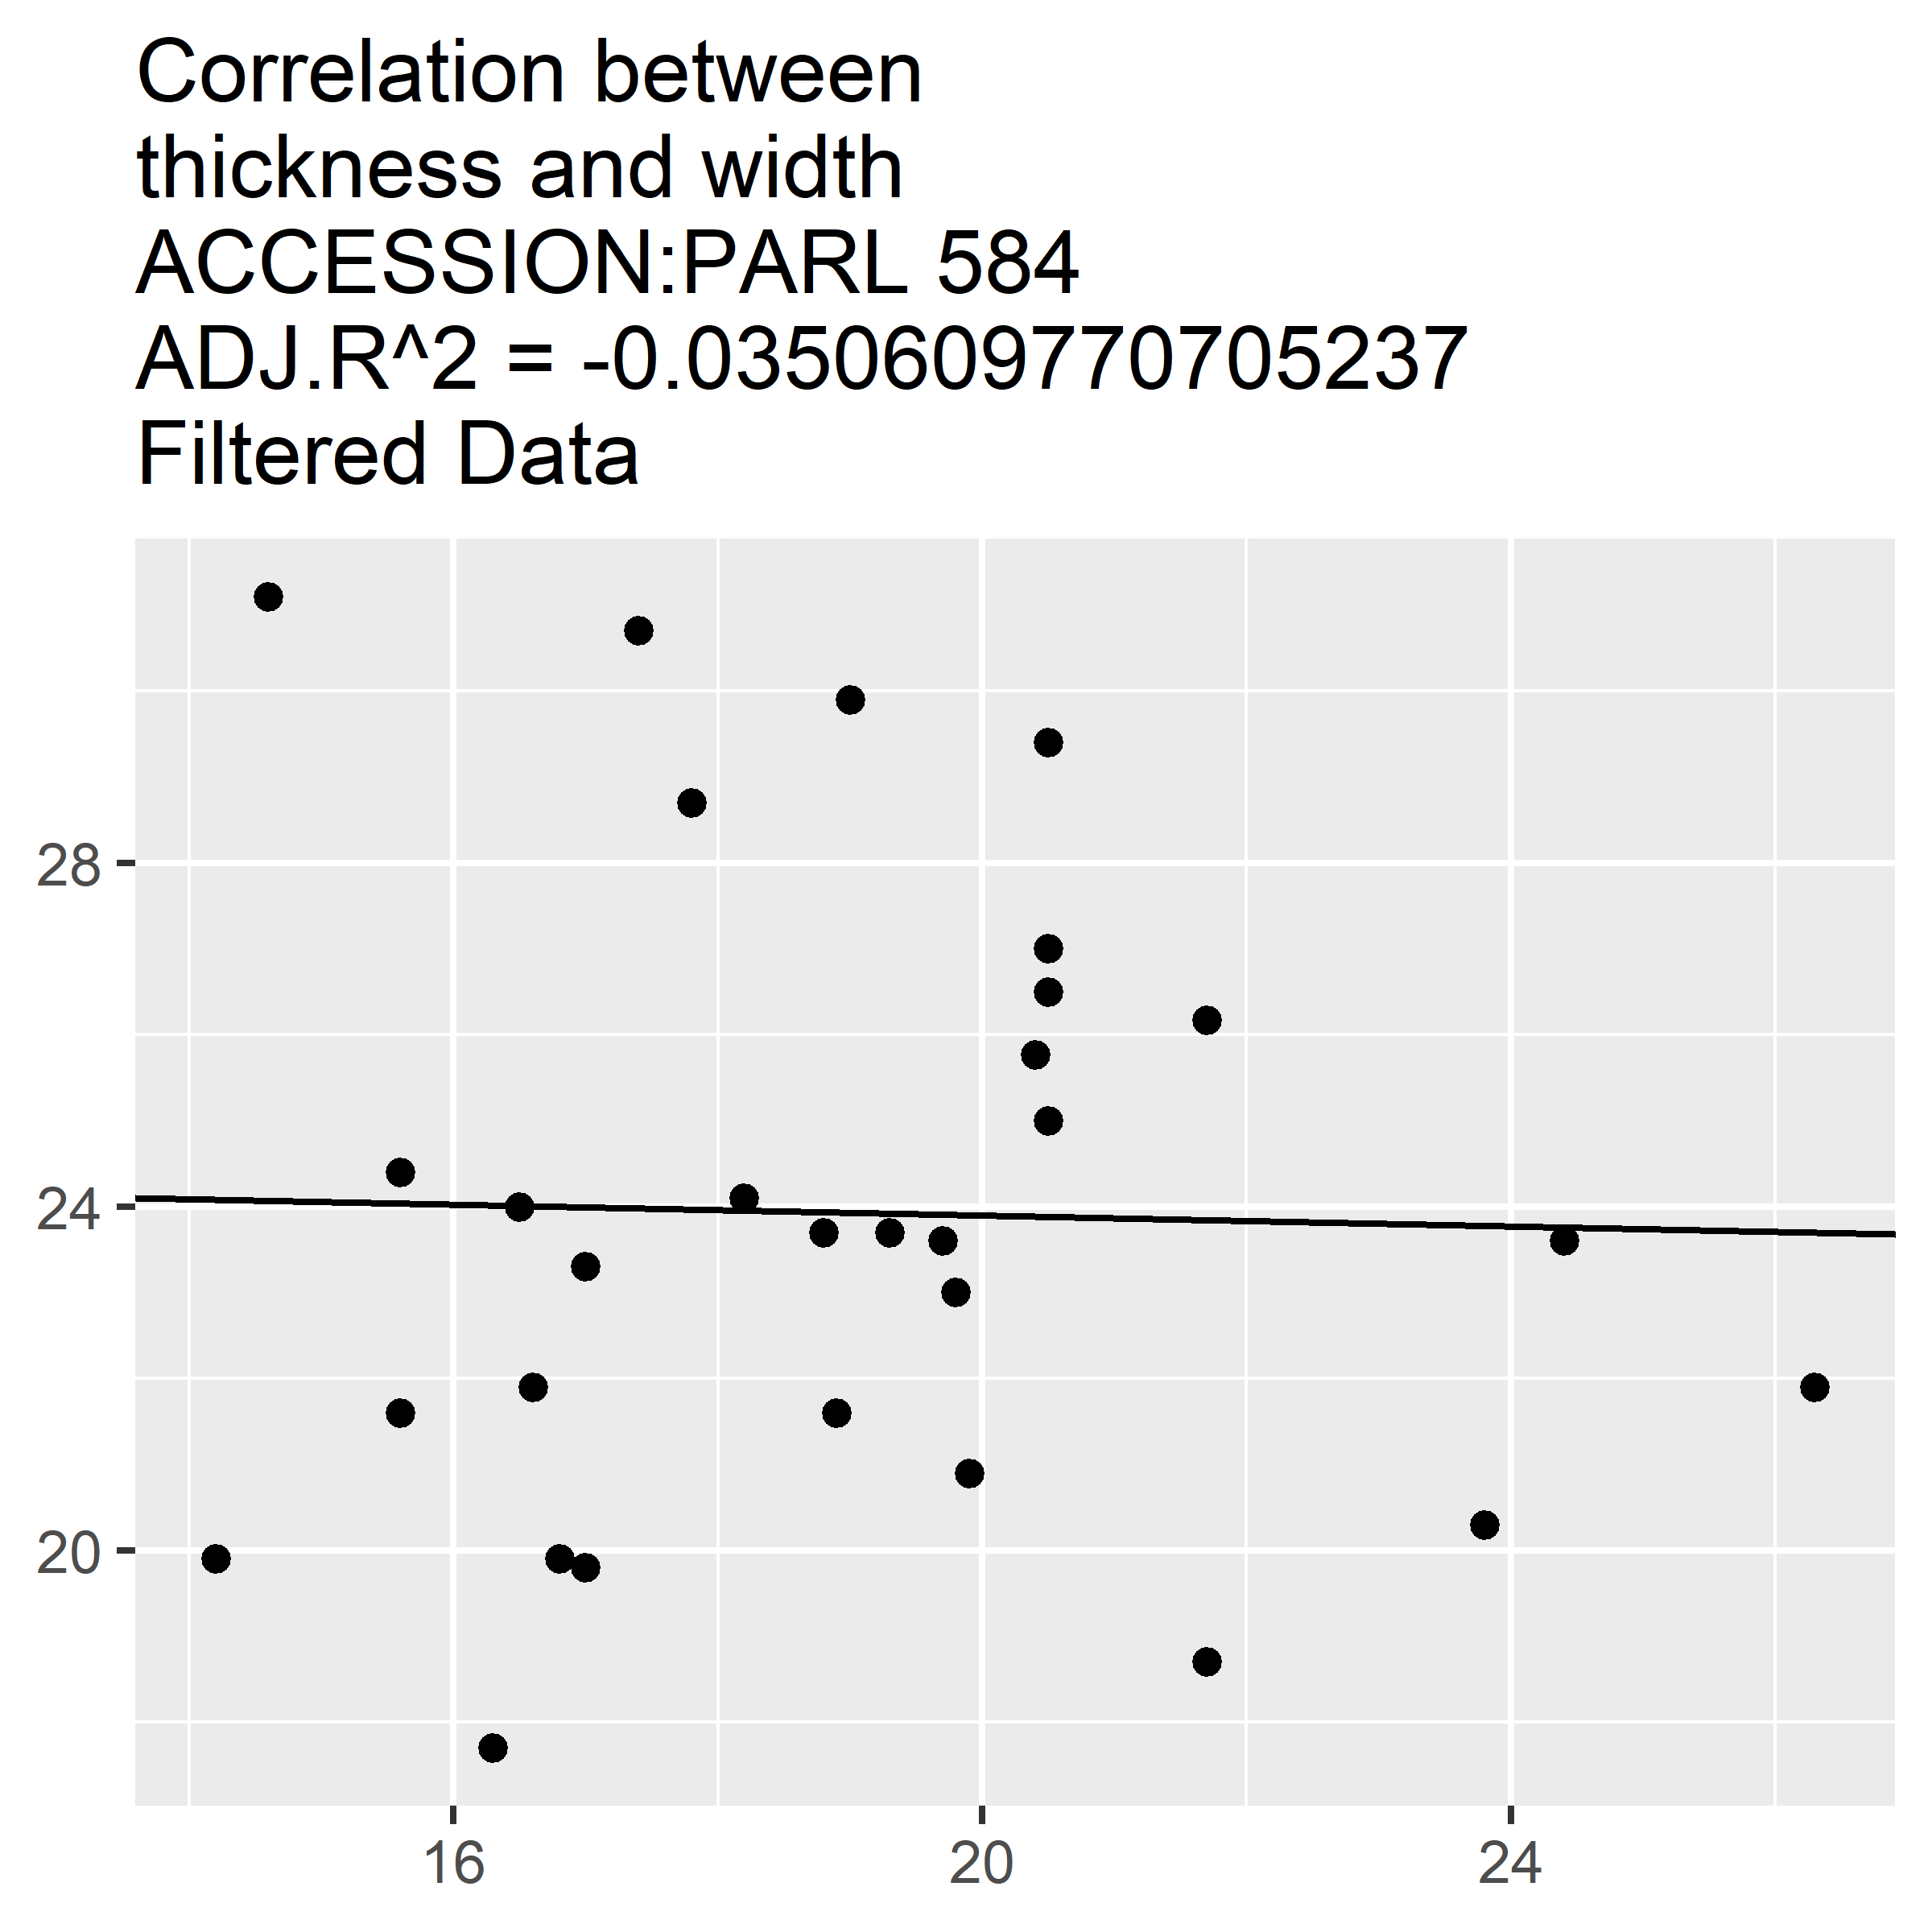 Correlation between
thickness and width
ACCESSION:PARL 584
ADJ.R^2 = -0.0350609770705237
Filtered Data
28
24
20
16 20 24